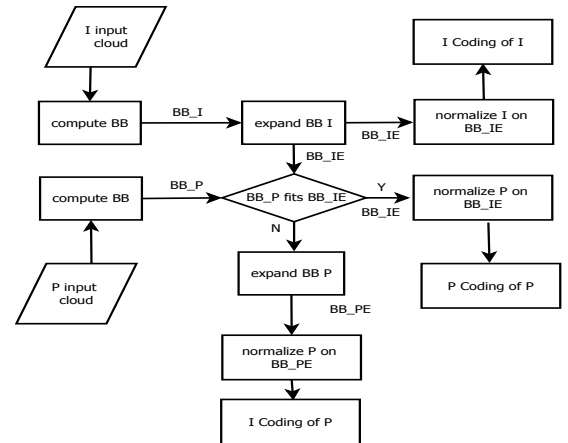 I input
cloud
I Coding of I
compute BB
BB_I
expand BB I
BB_IE
normalize I on
BB_IE
BB_IE
compute BB
BB_P
BB_P fits BB_IE
Y
BB_IE
normalize P on
BB_IE
N
P input
cloud
expand BB P
P Coding of P
BB_PE
normalize P on
BB_PE
I Coding of P